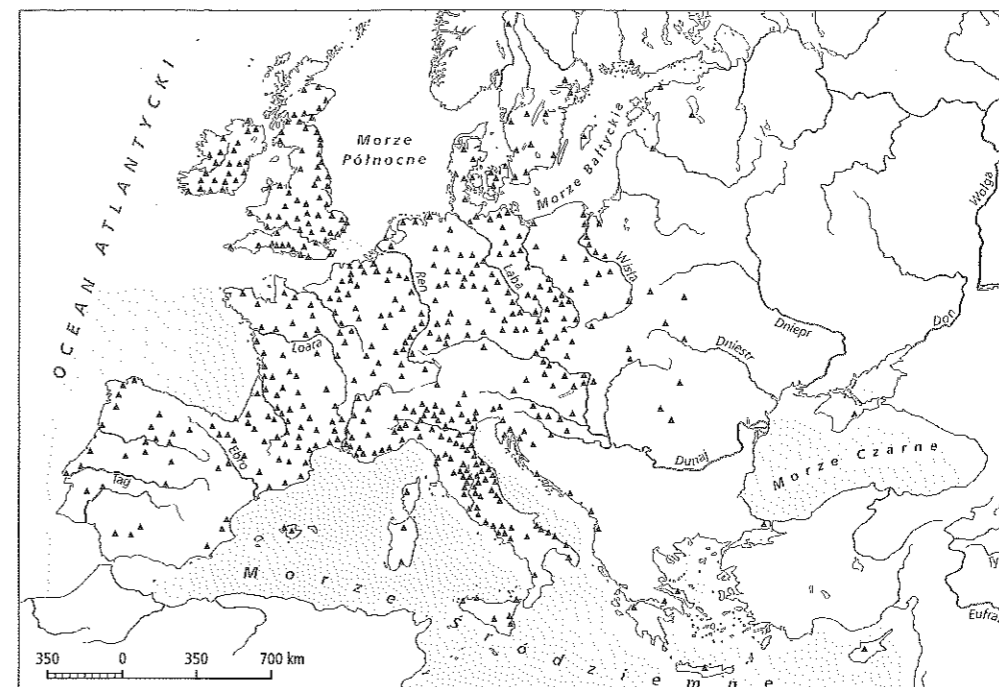 OCEAN ATLANTYCKI
Morze
Północne
Morze Bałtyckie
Wołga
Ren
Łaba
Wisła
Loara
Dniepr
Don
Dniestr
Ebro
Tag
Dunaj
Morze Czarne
Morze Śródziemne
Eufra
350 0 350 700 km